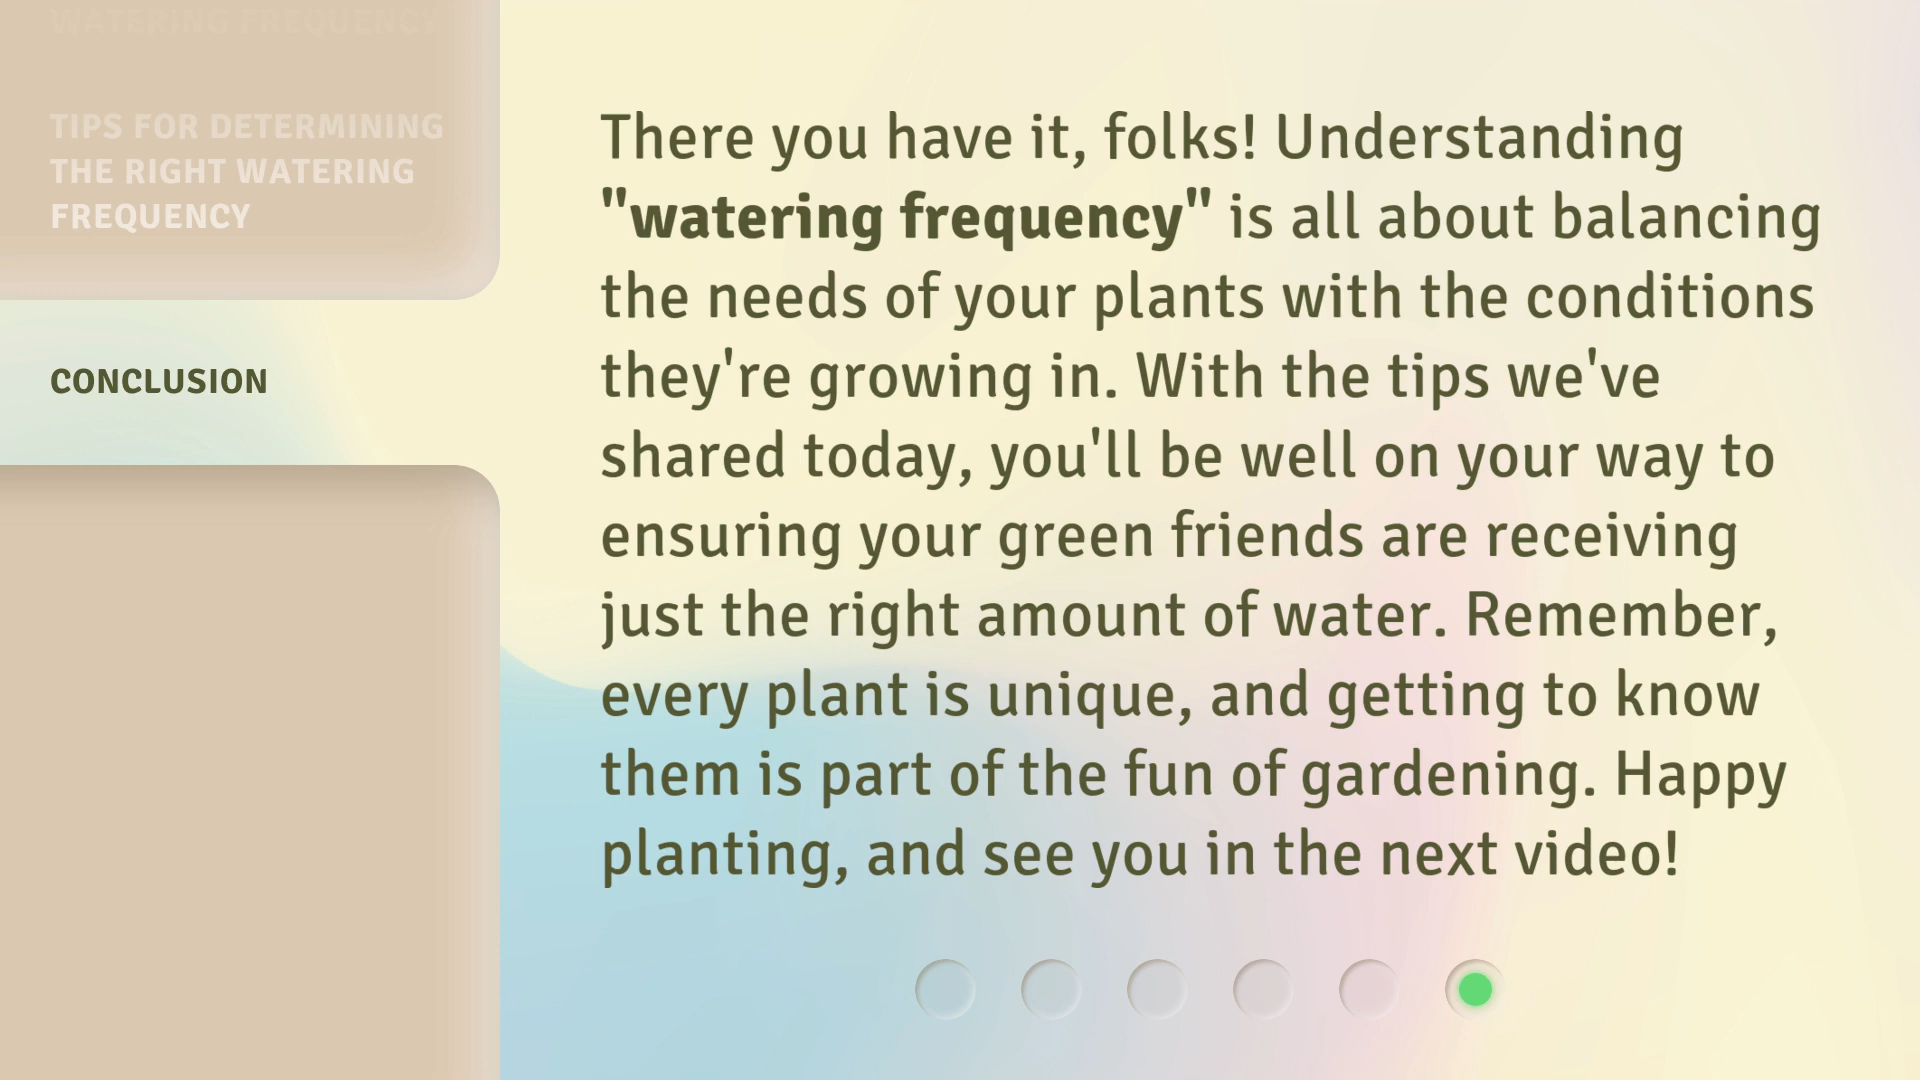 WATERING FREQUENCY
TIPS FOR DETERMINING
THE RIGHT WATERING
FREQUENCY
CONCLUSION
There you have it, folks! Understanding
"watering frequency" is all about balancing
the needs of your plants with the conditions
they're growing in. With the tips we've
shared today, you'll be well on your way to
ensuring your green friends are receiving
just the right amount of water. Remember,
every plant is unique, and getting to know
them is part of the fun of gardening. Happy
planting, and see you in the next video!